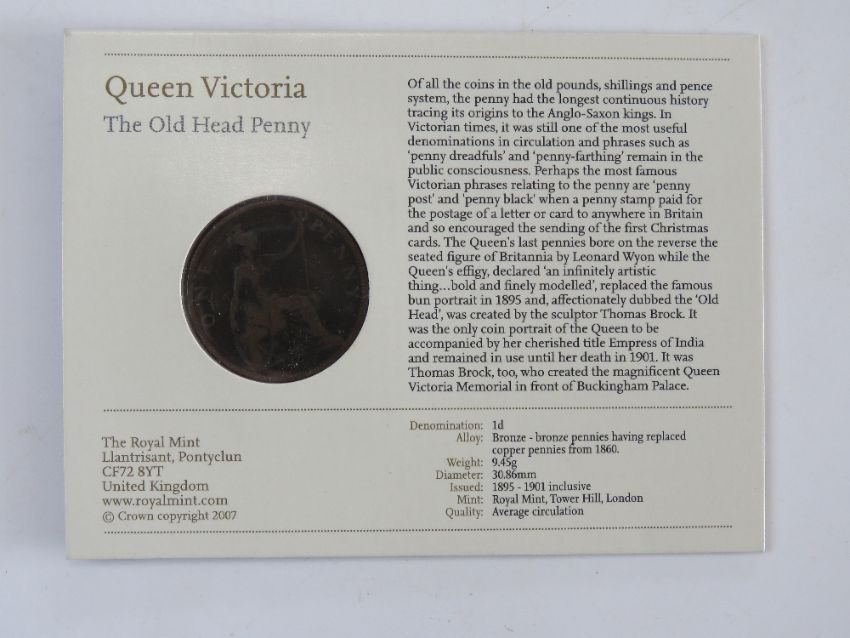 Queen Victoria
The Old Head Penny
ONE PENNY
Of all the coins in the old pounds, shillings and pence
system, the penny had the longest continuous history
tracing its origins to the Anglo-Saxon kings. In
Victorian times, it was still one of the most useful
denominations in circulation and phrases such as
'penny dreadfuls' and 'penny-farthing' remain in the
public consciousness. Perhaps the most famous
Victorian phrases relating to the penny are 'penny
post' and 'penny black' when a penny stamp paid for
the postage of a letter or card to anywhere in Britain
and so encouraged the sending of the first Christmas
cards. The Queen's last pennies bore on the reverse the
seated figure of Britannia by Leonard Wyon while the
Queen's effigy, declared 'an infinitely artistic
thing...bold and finely modelled', replaced the famous
bun portrait in 1895 and, affectionately dubbed the 'Old
Head', was created by the sculptor Thomas Brock. It
was the only coin portrait of the Queen to be
accompanied by her cherished title Empress of India
and remained in use until her death in 1901. It was
Thomas Brock, too, who created the magnificent Queen
Victoria Memorial in front of Buckingham Palace.
The Royal Mint
Llantrisant, Pontyclun
CF72 8YT
United Kingdom
www.royalmint.com
© Crown copyright 2007
Denomination: 1d
Alloy: Bronze - bronze pennies having replaced
copper pennies from 1860.
Weight: 9.45g
Diameter: 30.86mm
Issued: 1895 - 1901 inclusive
Mint: Royal Mint, Tower Hill, London
Quality: Average circulation